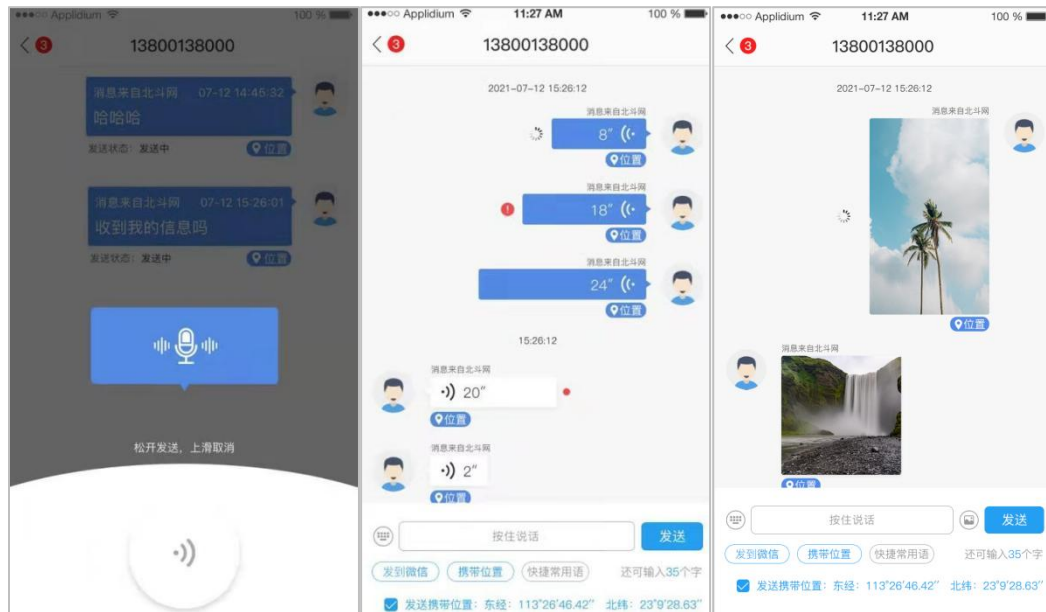 ●●●○○ Applidium 100 %
3
13800138000
消息来自北斗网 07-12 14:45:32
哈哈哈
发送状态：发送中
位置
消息来自北斗网 07-12 15:26:01
收到我的信息吗
发送状态：发送中
位置
松开发送，上滑取消
●●●○○ Applidium 11:27 AM 100 %
3
13800138000
2021-07-12 15:26:12
消息来自北斗网
8″
位置
消息来自北斗网
!
18″
位置
消息来自北斗网
24″
位置
15:26:12
消息来自北斗网
20″
位置
消息来自北斗网
2″
位置
按住说话
发送
发到微信 携带位置 快捷常用语 还可输入35个字
发送携带位置：东经：113°26′46.42″ 北纬：23°9′28.63″
●●●○○ Applidium 11:27 AM 100 %
3
13800138000
2021-07-12 15:26:12
消息来自北斗网
位置
消息来自北斗网
位置
按住说话
发送
发到微信 携带位置 快捷常用语 还可输入35个字
发送携带位置：东经：113°26′46.42″ 北纬：23°9′28.63″